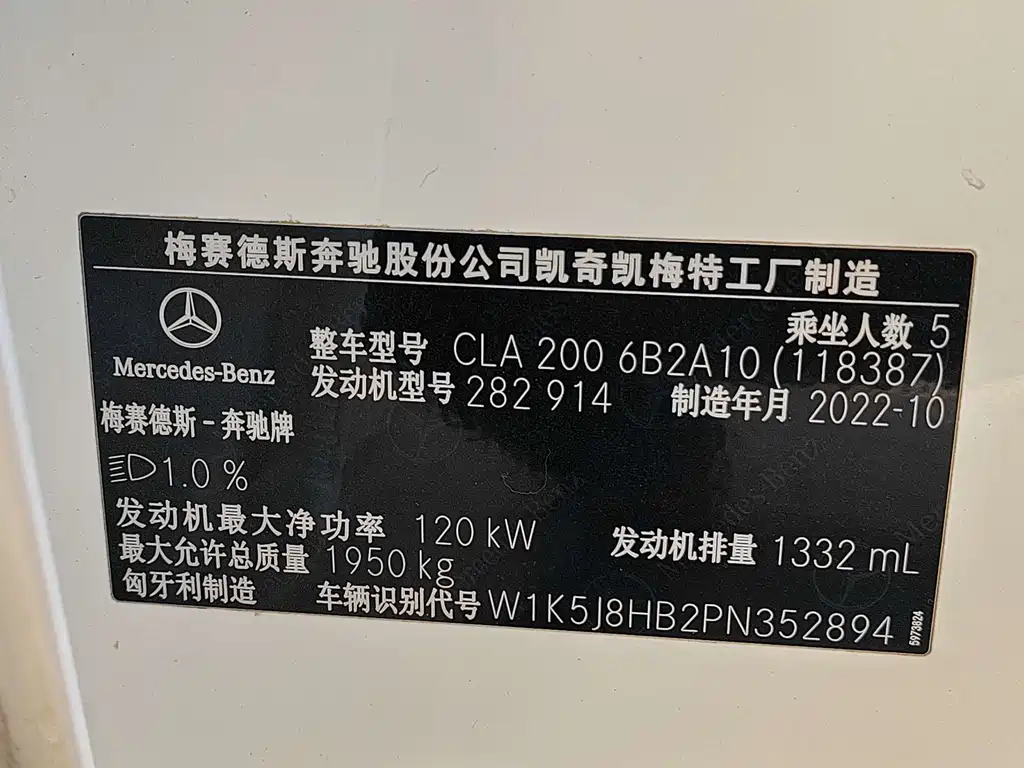 梅赛德斯奔驰股份公司凯奇凯梅特工厂制造
乘坐人数 5
Mercedes-Benz
整车型号 CLA 200 6B2A10 (118387)
发动机型号 282 914 制造年月 2022-10
梅赛德斯-奔驰牌
1.0 %
发动机最大净功率 120 kW 发动机排量 1332 mL
最大允许总质量 1950 kg
匈牙利制造 车辆识别代号 W1K5J8HB2PN352894
5973824